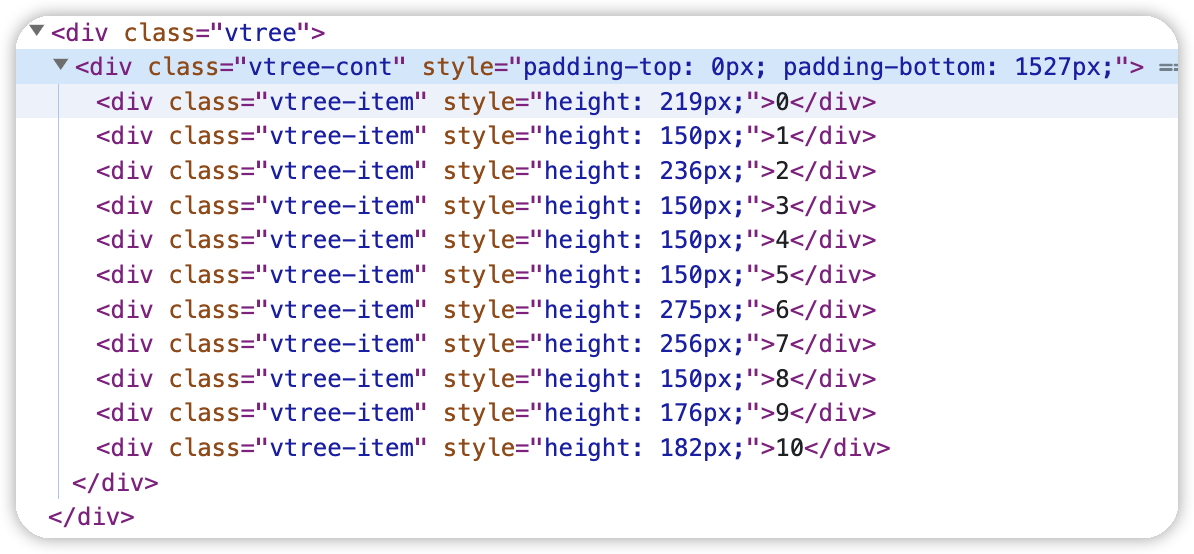 ▼<div class="vtree">
▼<div class="vtree-cont" style="padding-top: 0px; padding-bottom: 1527px;"> ==
<div class="vtree-item" style="height: 219px;">0</div>
<div class="vtree-item" style="height: 150px;">1</div>
<div class="vtree-item" style="height: 236px;">2</div>
<div class="vtree-item" style="height: 150px;">3</div>
<div class="vtree-item" style="height: 150px;">4</div>
<div class="vtree-item" style="height: 150px;">5</div>
<div class="vtree-item" style="height: 275px;">6</div>
<div class="vtree-item" style="height: 256px;">7</div>
<div class="vtree-item" style="height: 150px;">8</div>
<div class="vtree-item" style="height: 176px;">9</div>
<div class="vtree-item" style="height: 182px;">10</div>
</div>
</div>